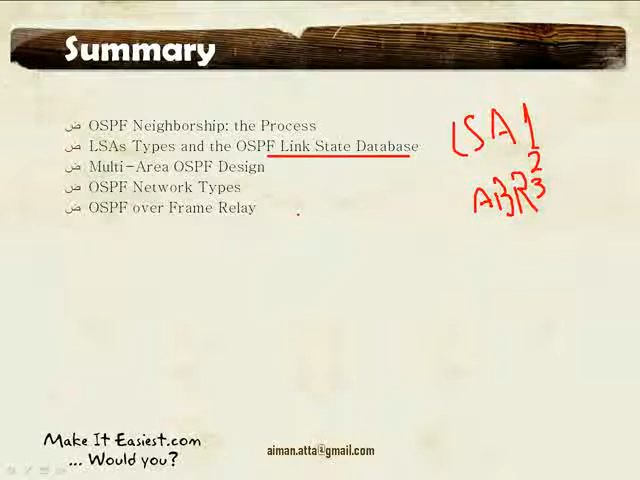 Summary
ض OSPF Neighborship: the Process
ض LSAs Types and the OSPF Link State Database
ض Multi-Area OSPF Design
ض OSPF Network Types
ض OSPF over Frame Relay
LSA 1
2
ABR 3
Make It Easiest.com
... Would you?
aiman.atta@gmail.com